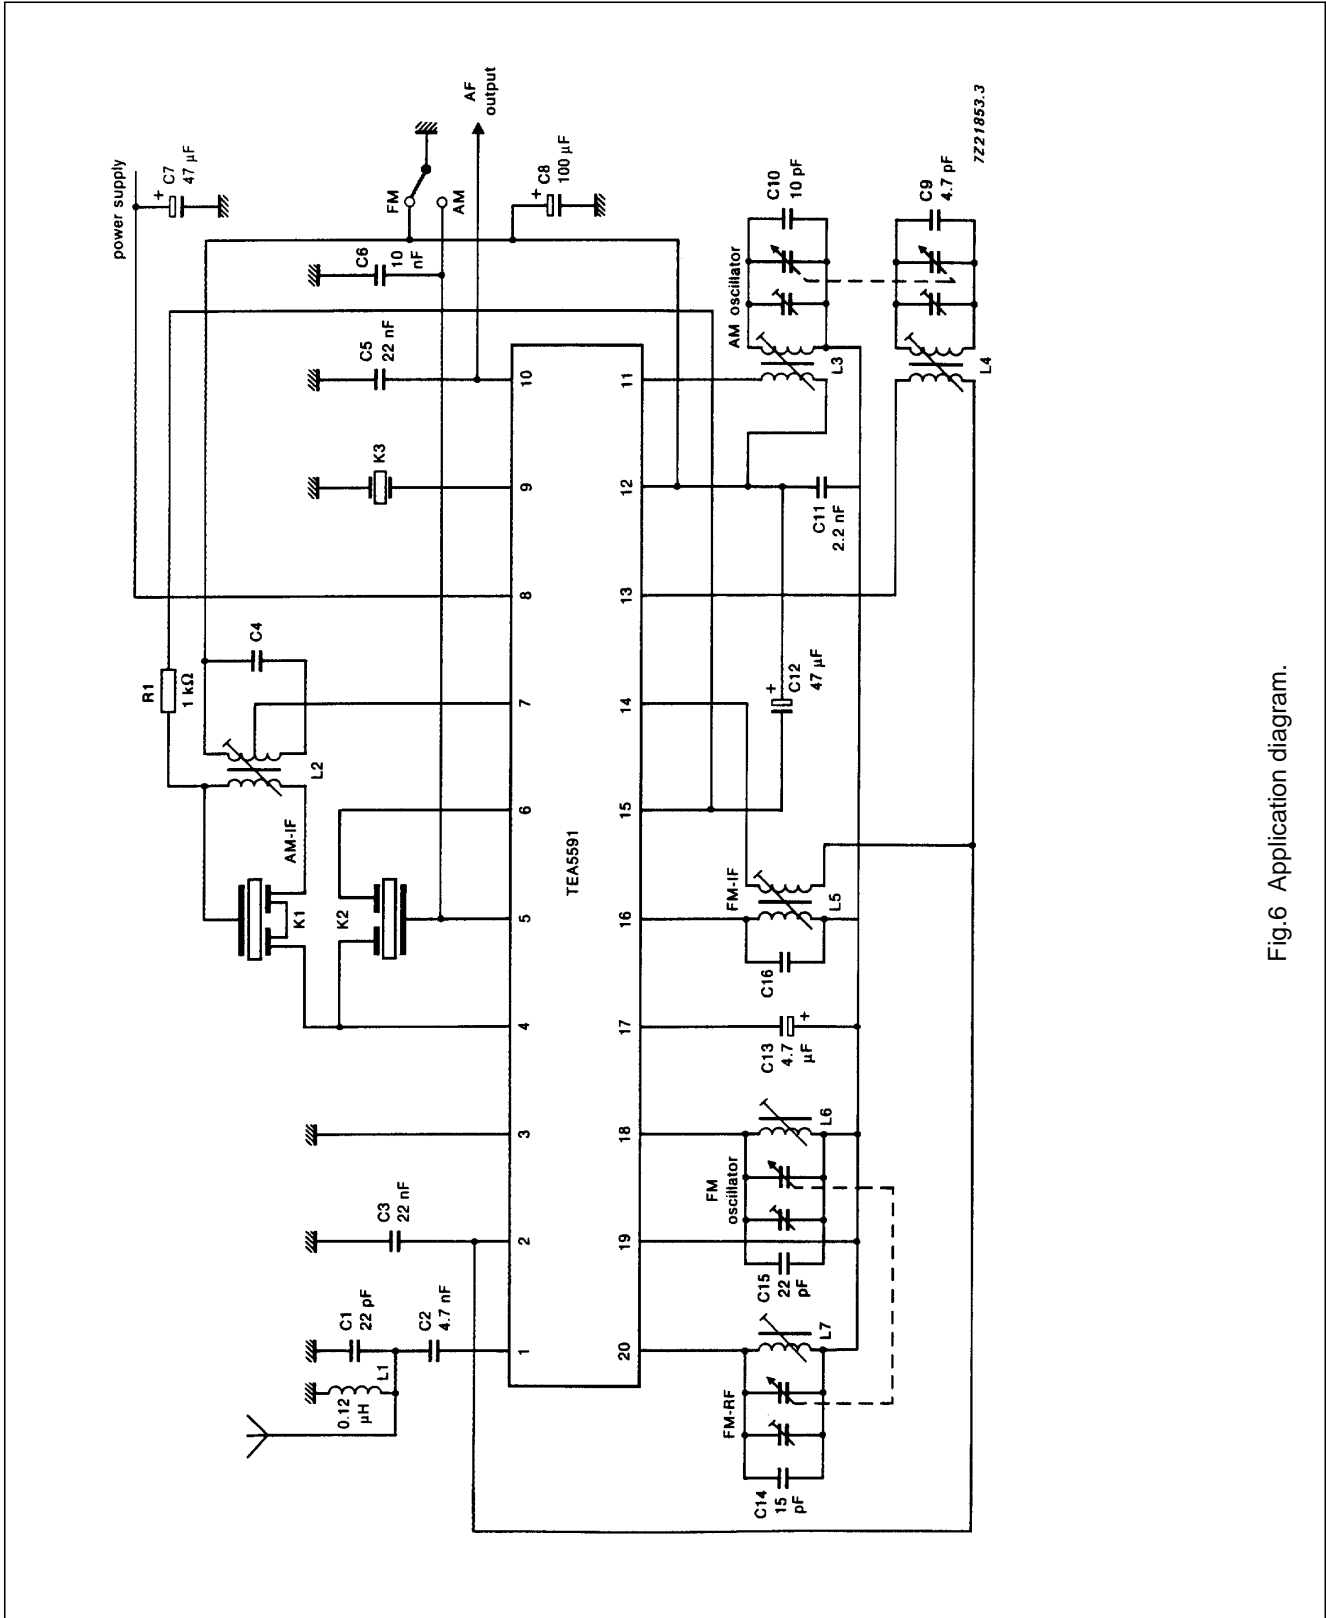 power supply
C7
47 µF
AF
output
FM
AM
C8
100 µF
C6
10
nF
C5
22 nF
K3
R1
1 kΩ
C4
L2
AM-IF
K1
K2
C3
22 nF
C1
22 pF
C2
4.7 nF
L1
0.12
µH
1
2
3
4
5
6
7
8
9
10
TEA5591
20
19
18
17
16
15
14
13
12
11
AM oscillator
C10
10 pF
L3
C9
4.7 pF
L4
C11
2.2 nF
C12
47 µF
FM-IF
L5
C16
C13
4.7
µF
FM
oscillator
L6
C15
22
pF
FM-RF
L7
C14
15
pF
7Z21853.3
Fig.6 Application diagram.